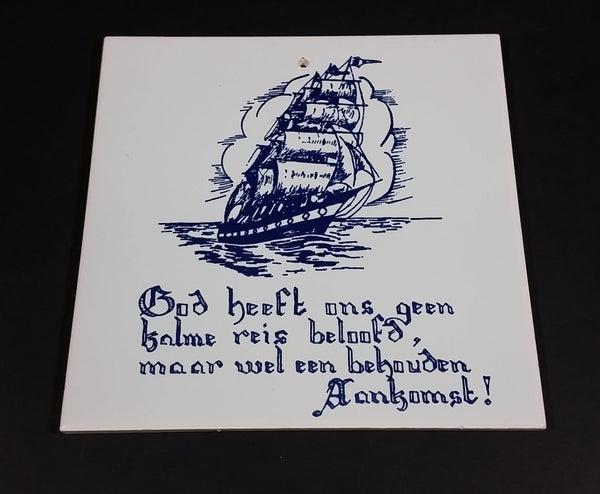 God heeft ons geen
kalme reis beloofd,
maar wel een behouden
Aankomst!